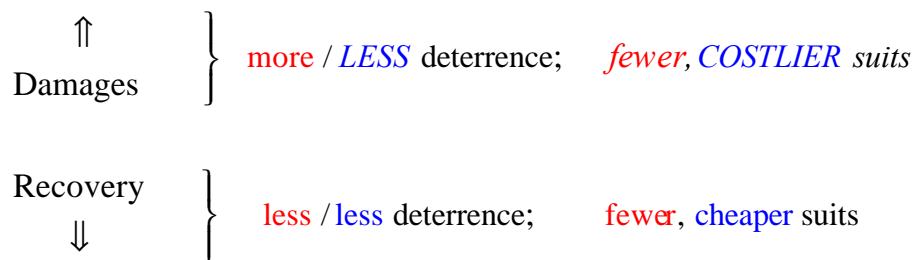 ⇑
Damages
more / LESS deterrence; fewer, COSTLIER suits
Recovery
⇓
less / less deterrence; fewer, cheaper suits